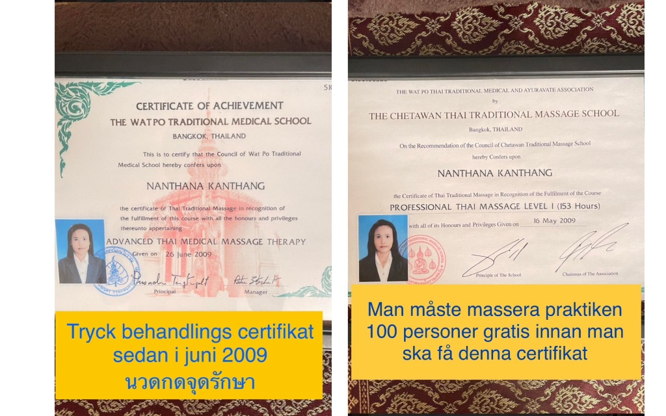 CERTIFICATE OF ACHIEVEMENT
THE WAT PO TRADITIONAL MEDICAL SCHOOL
BANGKOK, THAILAND
This is to certify that the Council of Wat Po Traditional
Medical School hereby confers upon
NANTHANA KANTHANG
the certificate of Thai Traditional Massage in recognition of
the fulfillment of this course with all the honours and privileges
thereunto appertaining
ADVANCED THAI MEDICAL MASSAGE THERAPY
Given on 26 June 2009
Principal
Manager
Tryck behandlings certifikat
sedan i juni 2009
นวดกดจุดรักษา
THE WAT PO THAI TRADITIONAL MEDICAL AND AYURAVATE ASSOCIATION
by
THE CHETAWAN THAI TRADITIONAL MASSAGE SCHOOL
Bangkok, THAILAND
On the Recommendation of the Council of Chetawan Traditional Massage School
hereby Confers upon
NANTHANA KANTHANG
the Certificate of Thai Traditional Massage in Recognition of the Fulfillment of the Course
PROFESSIONAL THAI MASSAGE LEVEL I (153 Hours)
with all of its Honours and Privileges Given on 16 May 2009
Principle of The School
Chairman of The Association
Man måste massera praktiken
100 personer gratis innan man
ska få denna certifikat